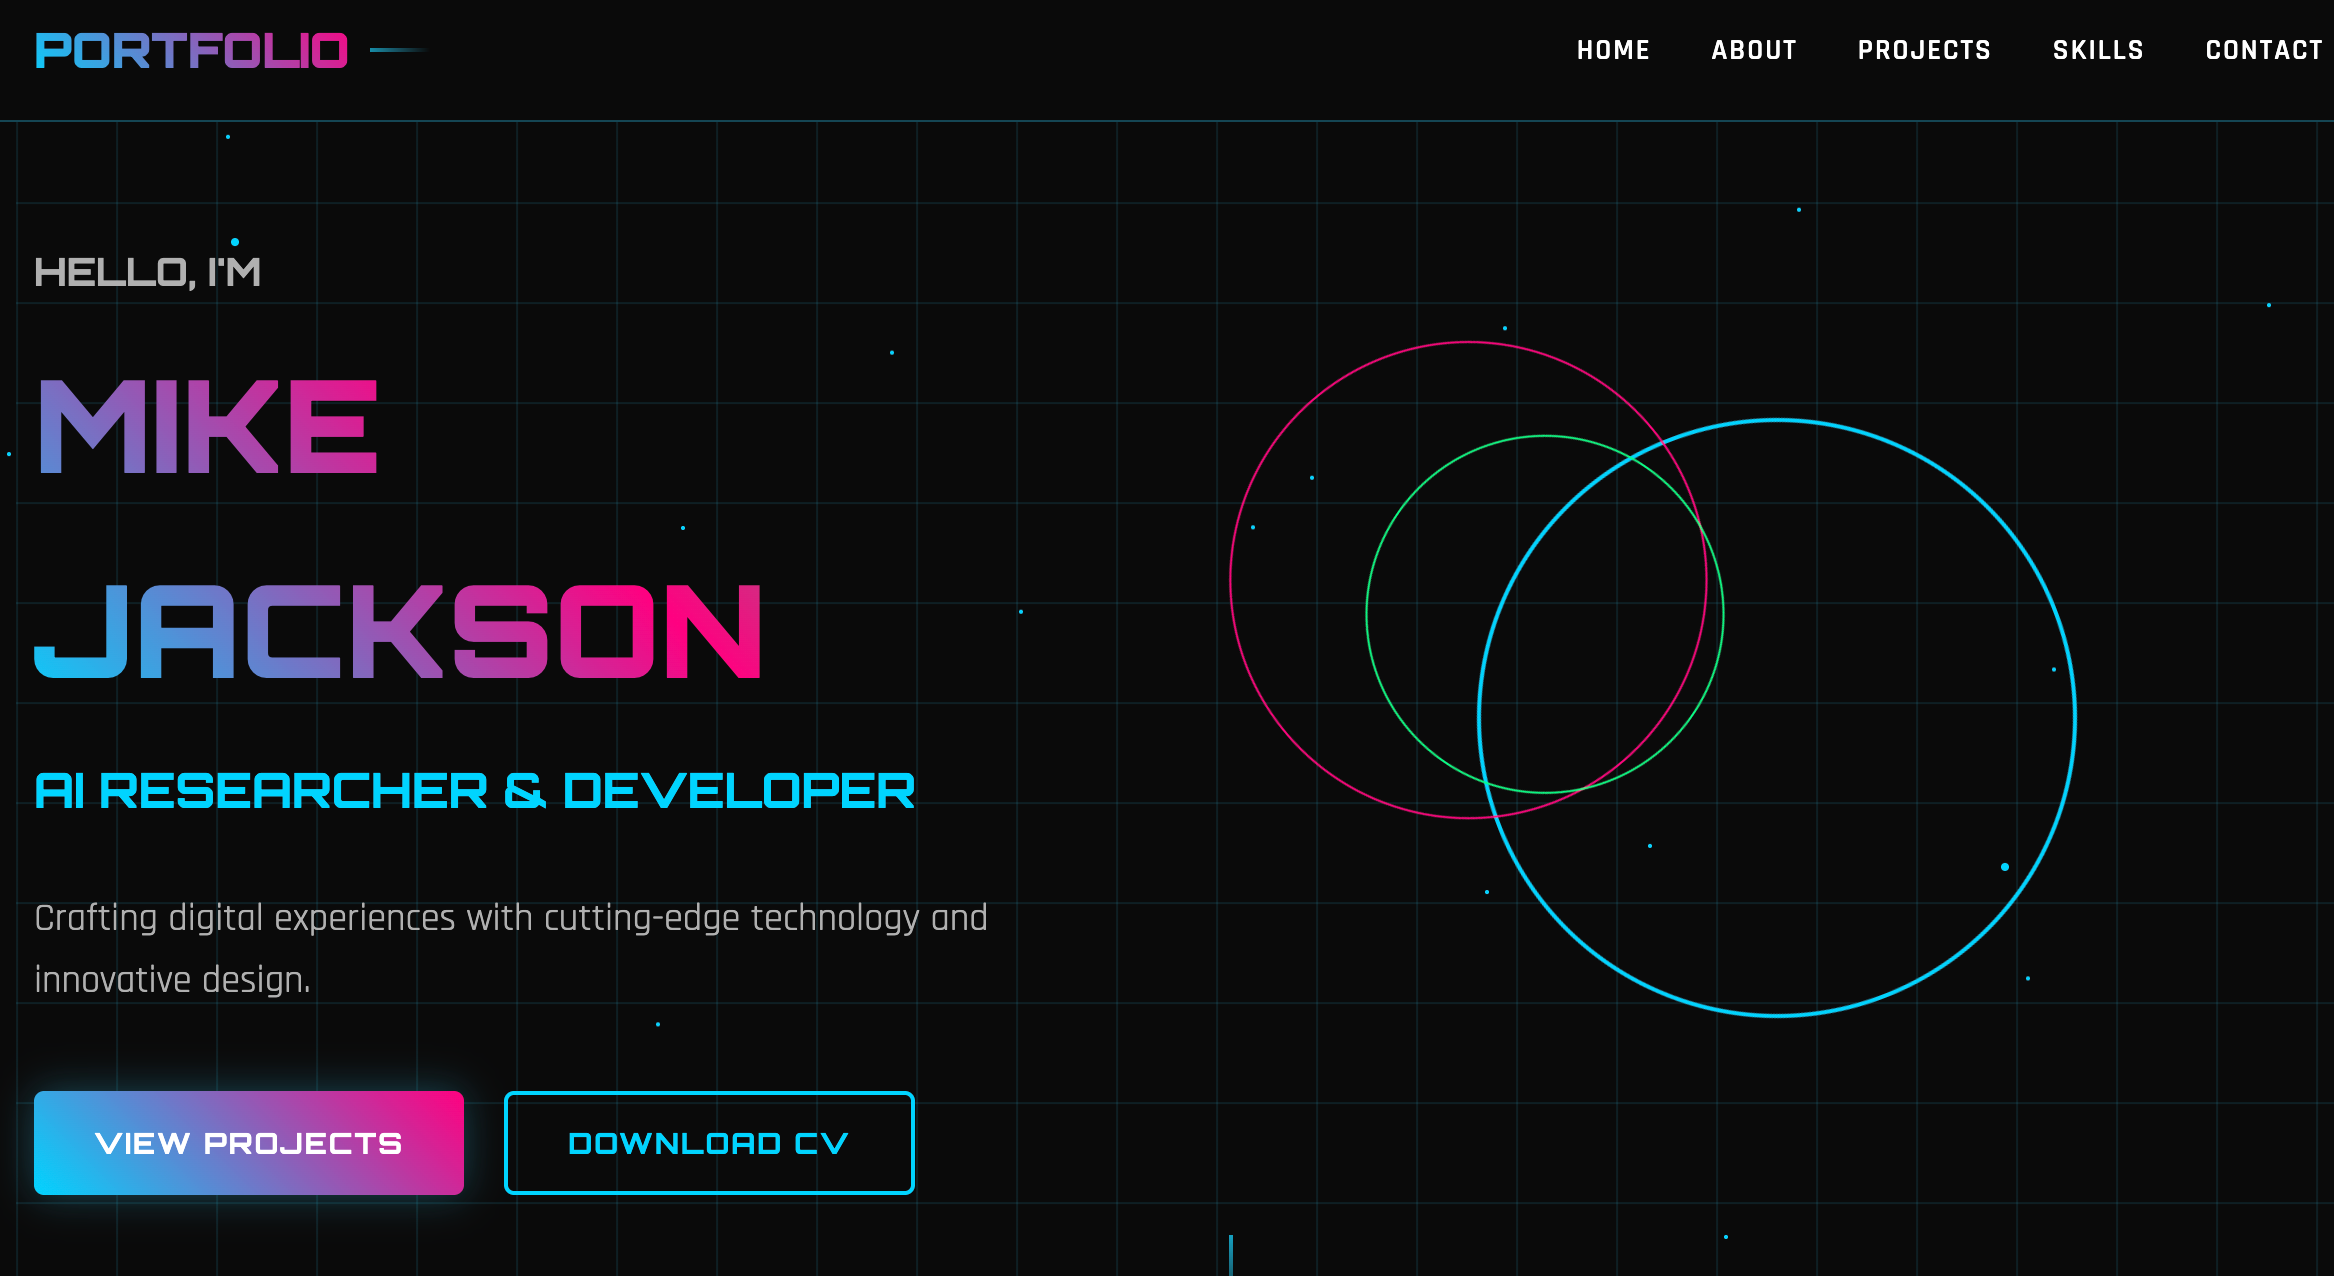 PORTFOLIO
HOME ABOUT PROJECTS SKILLS CONTACT
HELLO, I'M
MIKE
JACKSON
AI RESEARCHER & DEVELOPER
Crafting digital experiences with cutting-edge technology and
innovative design.
VIEW PROJECTS DOWNLOAD CV